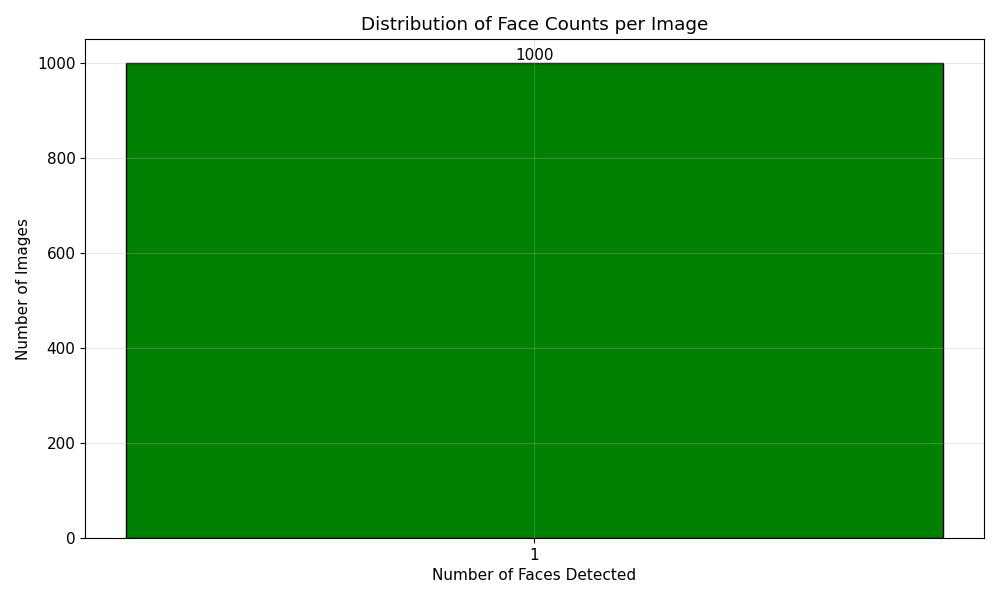 Distribution of Face Counts per Image
1000
1000
800
600
400
200
0
Number of Images
1
Number of Faces Detected